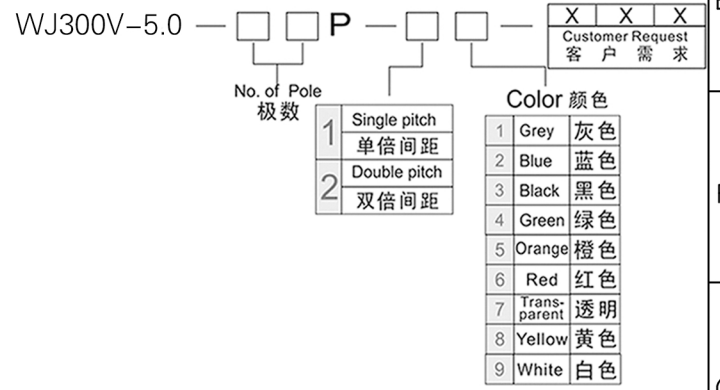 WJ300V-5.0 — □ □ P — □ □ — X X X
Customer Request
客户需求
No. of Pole
极数
1 Single pitch
单倍间距
2 Double pitch
双倍间距
Color 颜色
1 Grey 灰色
2 Blue 蓝色
3 Black 黑色
4 Green 绿色
5 Orange 橙色
6 Red 红色
7 Trans-
parent 透明
8 Yellow 黄色
9 White 白色